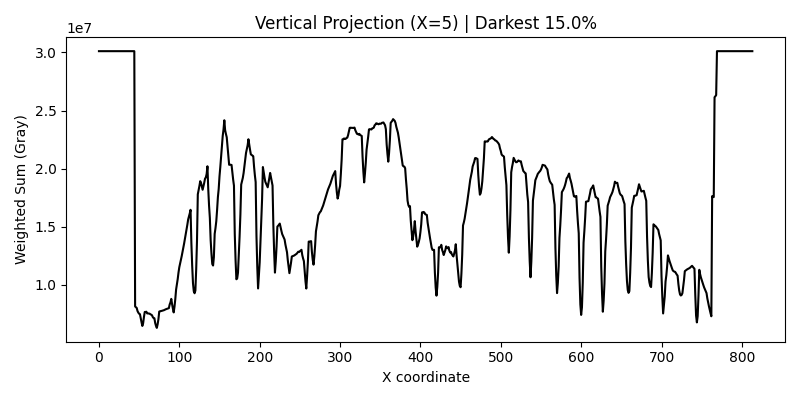 Vertical Projection (X=5) | Darkest 15.0%
1e7
3.0
2.5
2.0
1.5
1.0
Weighted Sum (Gray)
0 100 200 300 400 500 600 700 800
X coordinate